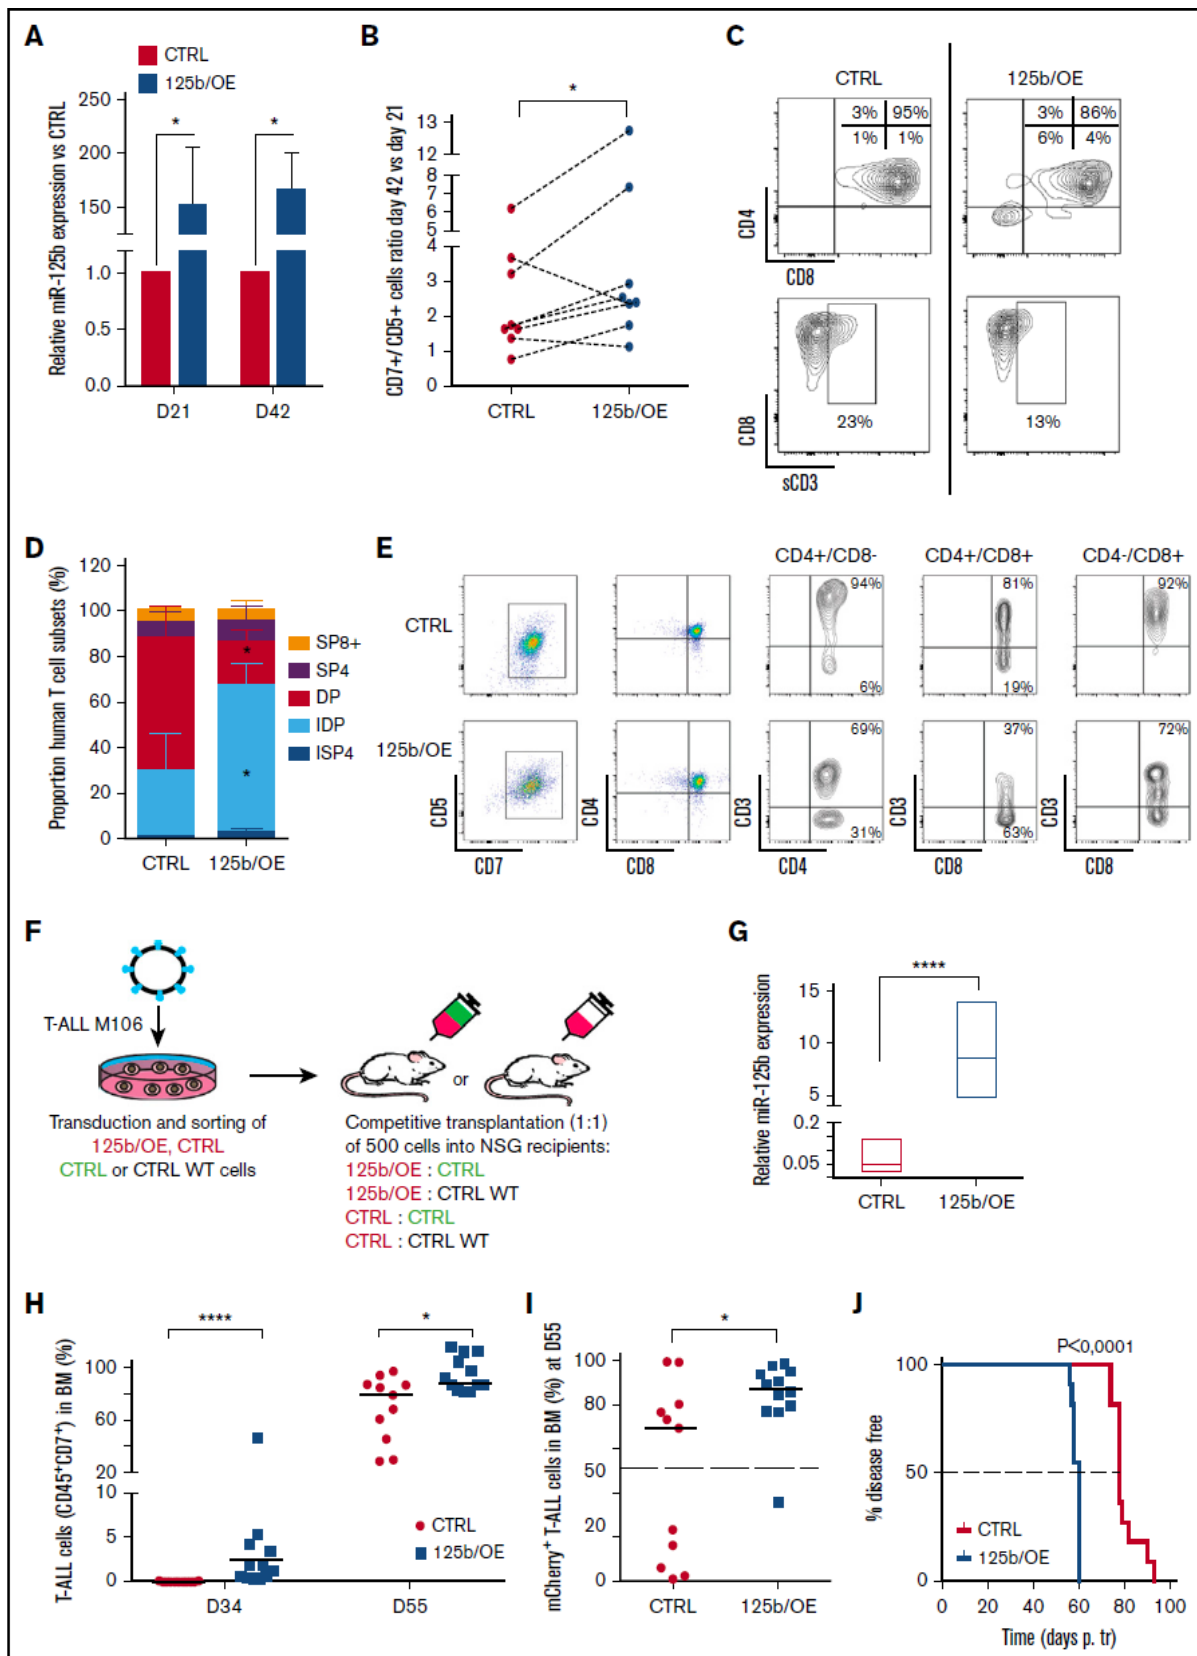 A
CTRL
125b/OE
Relative miR-125b expression vs CTRL
250
200
150
1.0
0.5
0.0
*
*
D21
D42
B
CD7+/CD5+ cells ratio day 42 vs day 21
13
12
8
7
6
5
4
3
2
1
0
*
CTRL
125b/OE
C
CTRL
125b/OE
3% 95%
1% 1%
3% 86%
6% 4%
CD4
CD8
23%
13%
CD8
sCD3
D
Proportion human T cell subsets (%)
120
100
80
60
40
20
0
*
*
CTRL
125b/OE
SP8+
SP4
DP
IDP
ISP4
E
CD4+/CD8-
CD4+/CD8+
CD4-/CD8+
CTRL
94%
6%
81%
19%
92%
125b/OE
69%
31%
37%
63%
72%
CD5
CD7
CD4
CD8
CD3
CD4
CD3
CD8
CD3
CD8
F
T-ALL M106
or
Transduction and sorting of
125b/OE, CTRL
CTRL or CTRL WT cells
Competitive transplantation (1:1)
of 500 cells into NSG recipients:
125b/OE : CTRL
125b/OE : CTRL WT
CTRL : CTRL
CTRL : CTRL WT
G
Relative miR-125b expression
15
10
5
0.2
0.05
****
CTRL
125b/OE
H
T-ALL cells (CD45+CD7+) in BM (%)
100
60
20
10
5
0
****
*
CTRL
125b/OE
D34
D55
I
mCherry+ T-ALL cells in BM (%) at D55
100
80
50
20
0
*
CTRL
125b/OE
J
% disease free
100
50
0
P<0,0001
CTRL
125b/OE
0 20 40 60 80 100
Time (days p. tr)